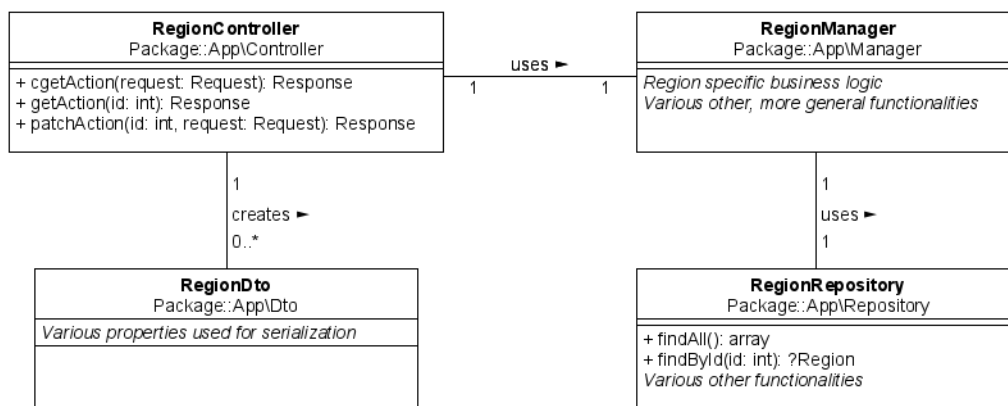 RegionController
Package::App\Controller
+ cgetAction(request: Request): Response
+ getAction(id: int): Response
+ patchAction(id: int, request: Request): Response
uses ►
1
1
RegionManager
Package::App\Manager
Region specific business logic
Various other, more general functionalities
1
creates ►
0..*
1
uses ►
1
RegionDto
Package::App\Dto
Various properties used for serialization
RegionRepository
Package::App\Repository
+ findAll(): array
+ findById(id: int): ?Region
Various other functionalities